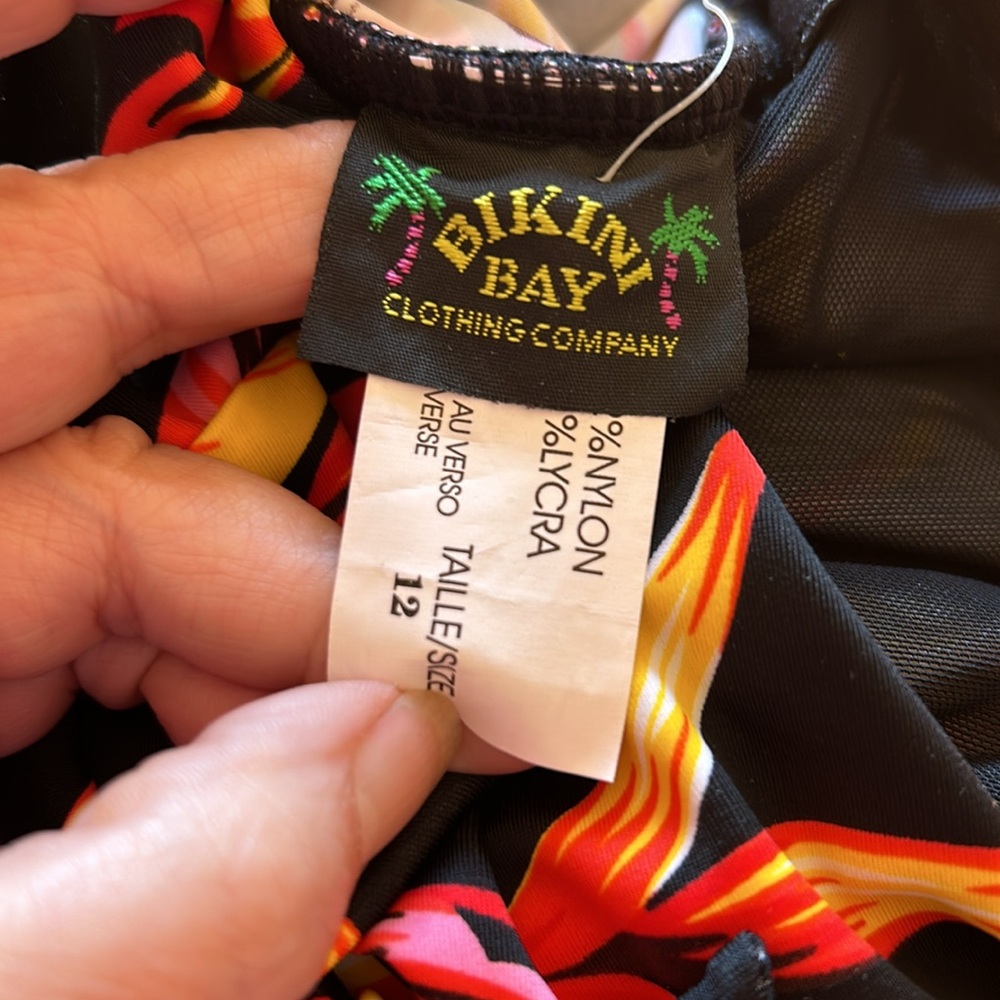 BIKINI
BAY
CLOTHING COMPANY
%NYLON
%LYCRA
AU VERSO
VERSE
TAILLE/SIZE
12